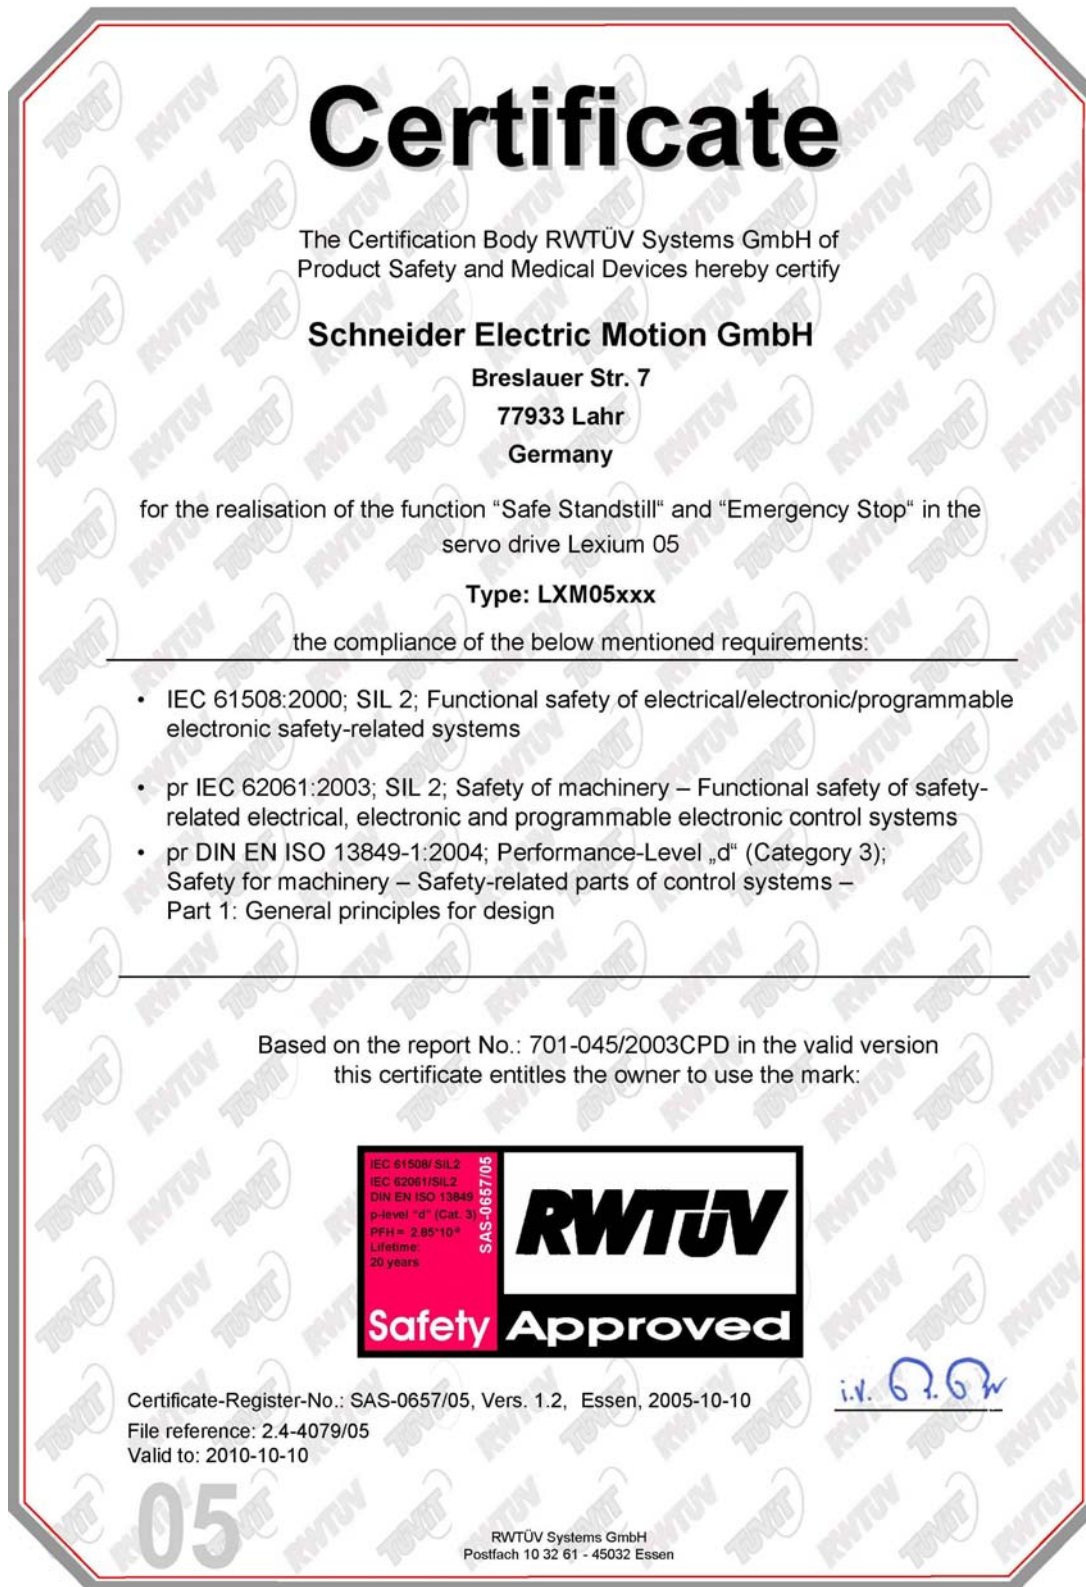 Certificate
The Certification Body RWTÜV Systems GmbH of
Product Safety and Medical Devices hereby certify
Schneider Electric Motion GmbH
Breslauer Str. 7
77933 Lahr
Germany
for the realisation of the function “Safe Standstill“ and “Emergency Stop“ in the
servo drive Lexium 05
Type: LXM05xxx
the compliance of the below mentioned requirements:
• IEC 61508:2000; SIL 2; Functional safety of electrical/electronic/programmable
electronic safety-related systems
• pr IEC 62061:2003; SIL 2; Safety of machinery – Functional safety of safety-
related electrical, electronic and programmable electronic control systems
• pr DIN EN ISO 13849-1:2004; Performance-Level „d“ (Category 3);
Safety for machinery – Safety-related parts of control systems –
Part 1: General principles for design
Based on the report No.: 701-045/2003CPD in the valid version
this certificate entitles the owner to use the mark:
IEC 61508/ SIL2
IEC 62061/SIL2
DIN EN ISO 13849
p-level "d" (Cat. 3)
PFH = 
Lifetime:
20 years
SAS-0657/05
RWTÜV
Safety Approved
Certificate-Register-No.: SAS-0657/05, Vers. 1.2, Essen, 2005-10-10
i.v.
File reference: 2.4-4079/05
Valid to: 2010-10-10
05
RWTÜV Systems GmbH
Postfach 10 32 61 - 45032 Essen